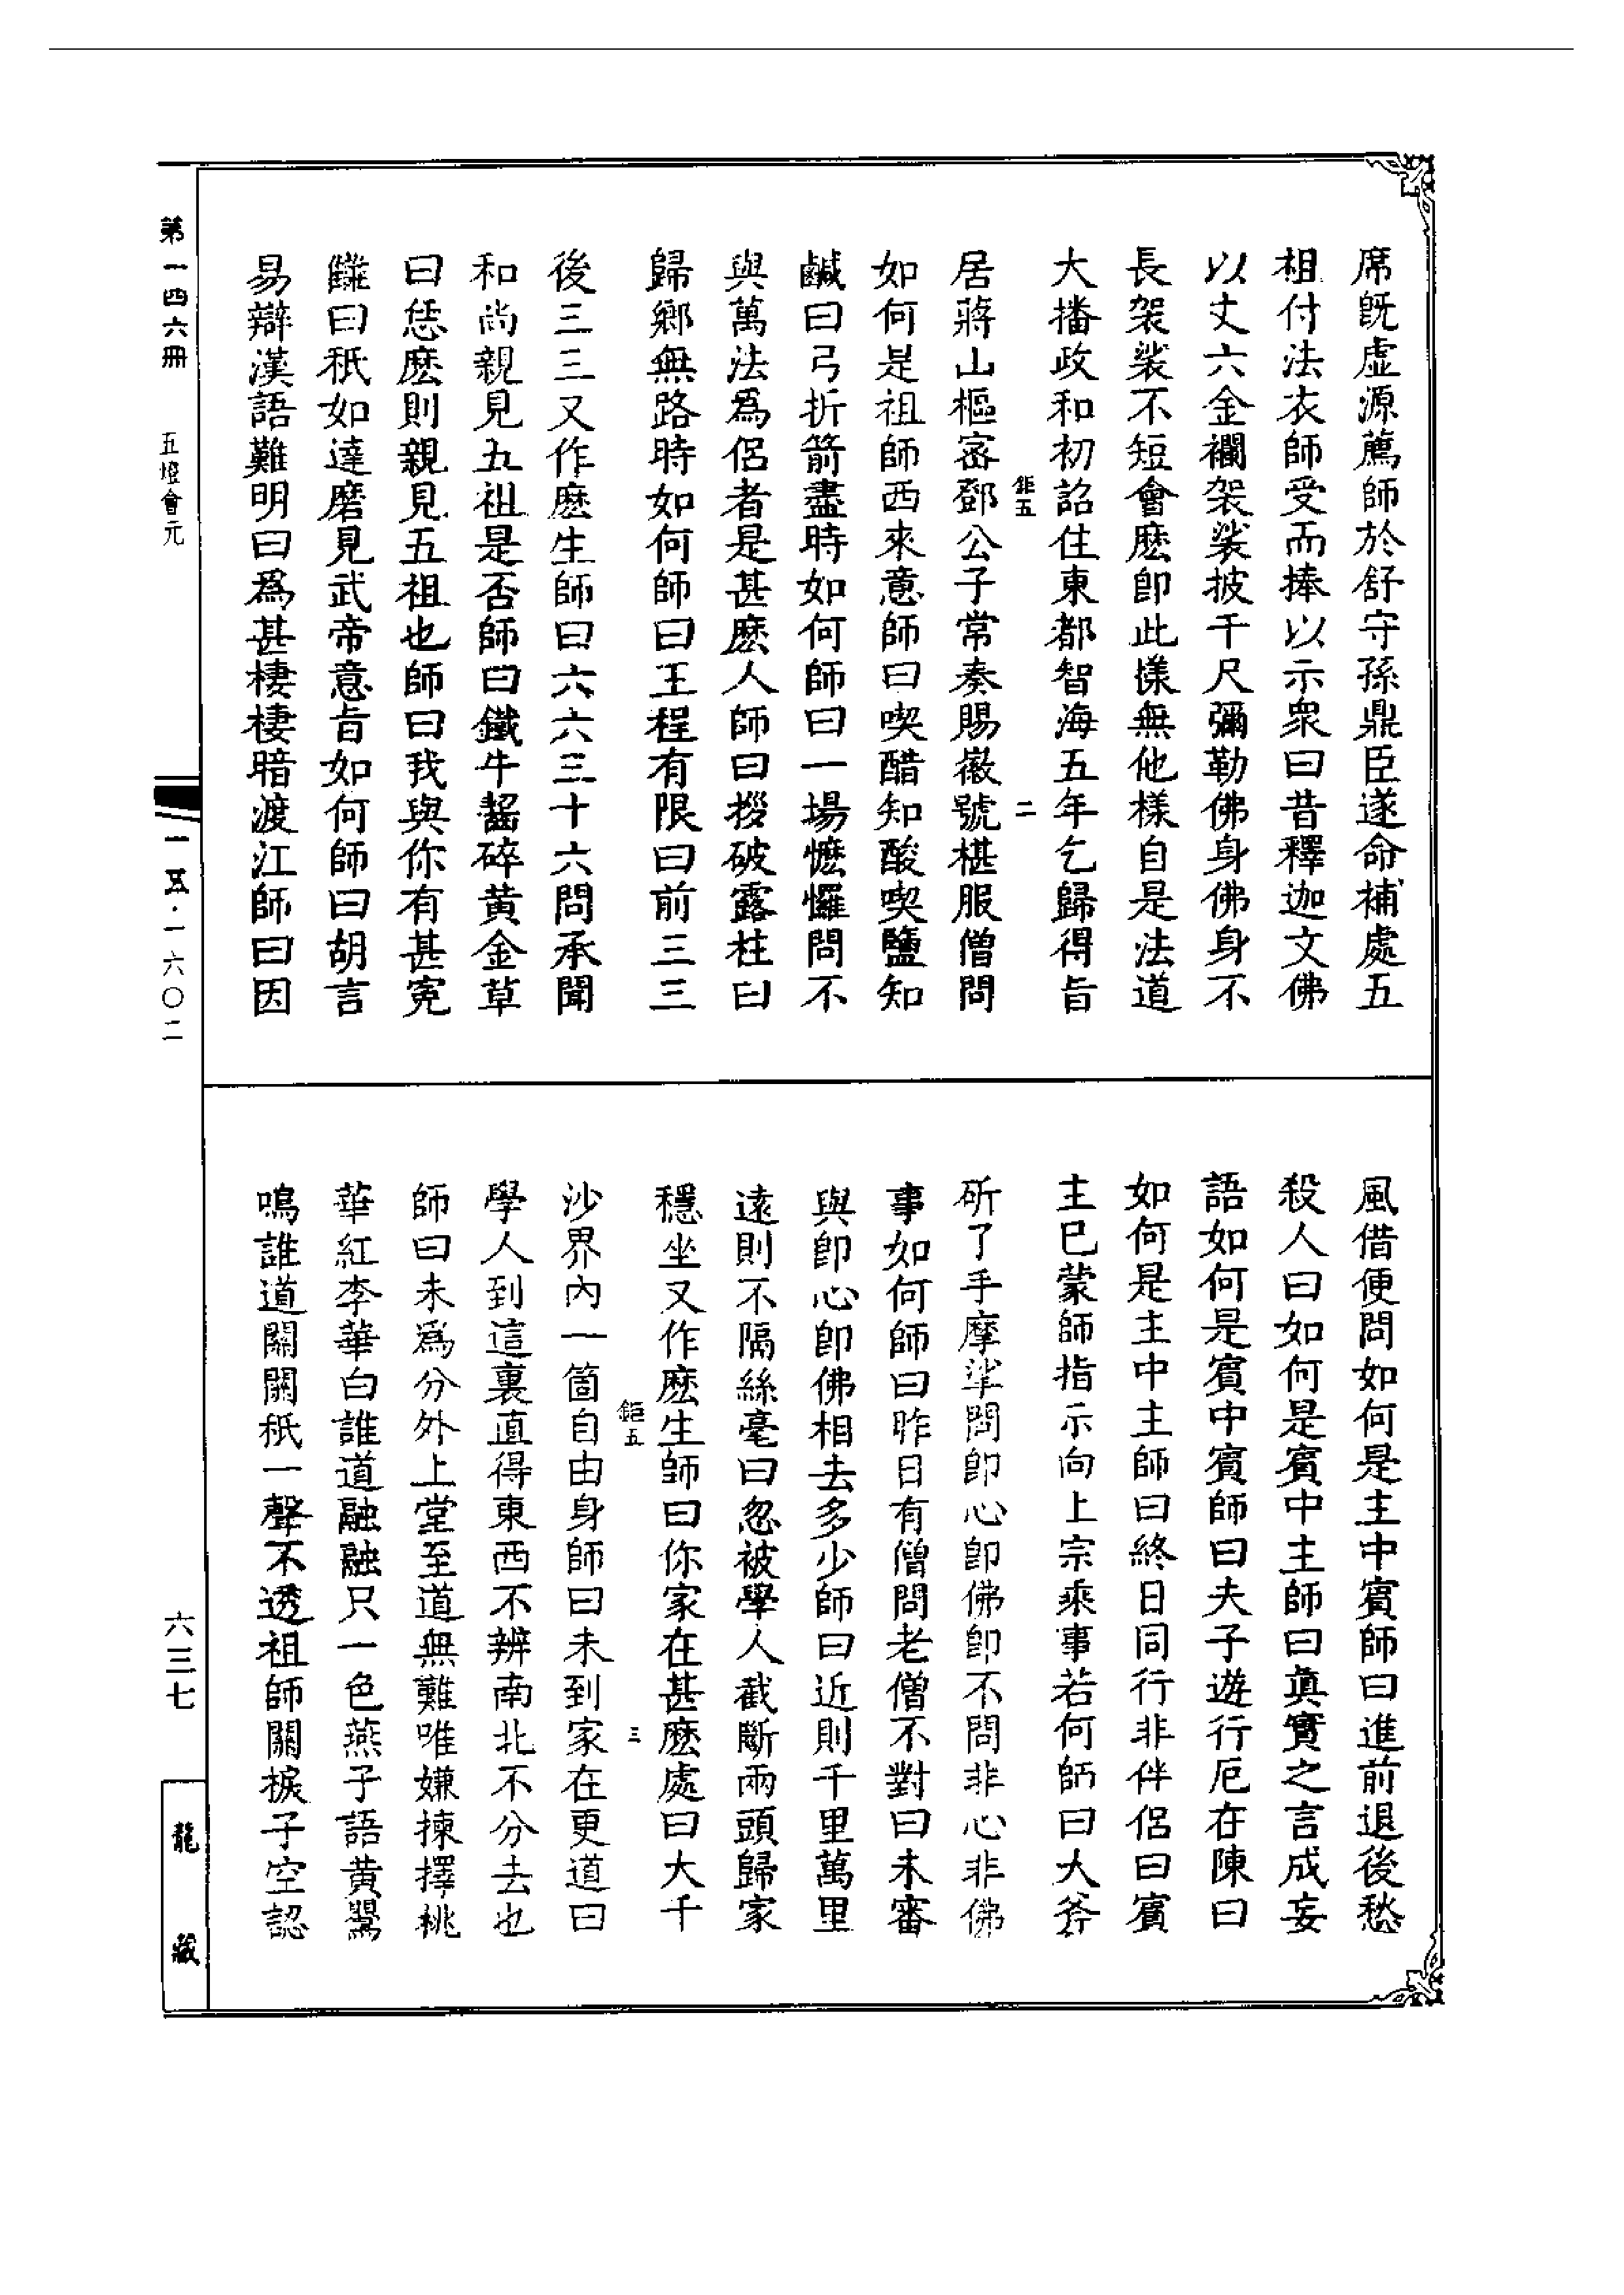 席既虛源薦師於舒守孫鼎臣遂命補處五
祖付法衣師受而捧以示眾曰昔釋迦文佛
以丈六金襴袈裟披千尺彌勒佛身佛身不
長袈裟不短會麽即此㨾無他樣自是法道
大播政和初詔住東都智海五年乞歸得旨
鉅五 二
居蔣山樞密鄧公子常奏賜徽號椹服僧問
如何是祖師西來意師曰喫醋知酸喫鹽知
鹹曰弓折箭盡時如何師曰一場懡㦬問不
與萬法爲侶者是甚麽人師曰撥破露柱曰
歸鄉無路時如何師曰王程有限曰前三三
後三三又作麽生師曰六六三十六問承聞
和尚親見五祖是否師曰鐵牛齧碎黃金草
曰恁麽則親見五祖也師曰我與你有甚寃
讎曰秖如達磨見武帝意旨如何師曰胡言
易辯漢語難明曰爲甚棲棲暗渡江師曰因
風借便問如何是主中賓師曰進前退後愁
殺人曰如何是賓中主師曰眞實之言成妄
語如何是賓中賓師曰夫子遊行厄在陳曰
如何是主中主師曰終日同行非伴侶曰賓
主已蒙師指示向上宗乘事若何師曰大斧
斫了手摩挲問即心即佛即不問非心非佛
事如何師曰昨日有僧問老僧不對曰未審
與即心即佛相去多少師曰近則千里萬里
遠則不隔絲毫曰忽被學人截斷兩頭歸家
穩坐又作麽生師曰你家在甚麽處曰大千
鉅五 三
沙界內一箇自由身師曰未到家在更道曰
學人到這裏直得東西不辨南北不分去也
師曰未爲分外上堂至道無難唯嫌揀擇桃
華紅李華白誰道融融只一色燕子語黃鸎
鳴誰道關關秖一聲不透祖師關棙子空認
第一四六冊 五燈會元
一五五·一六〇二
六三七
龍藏